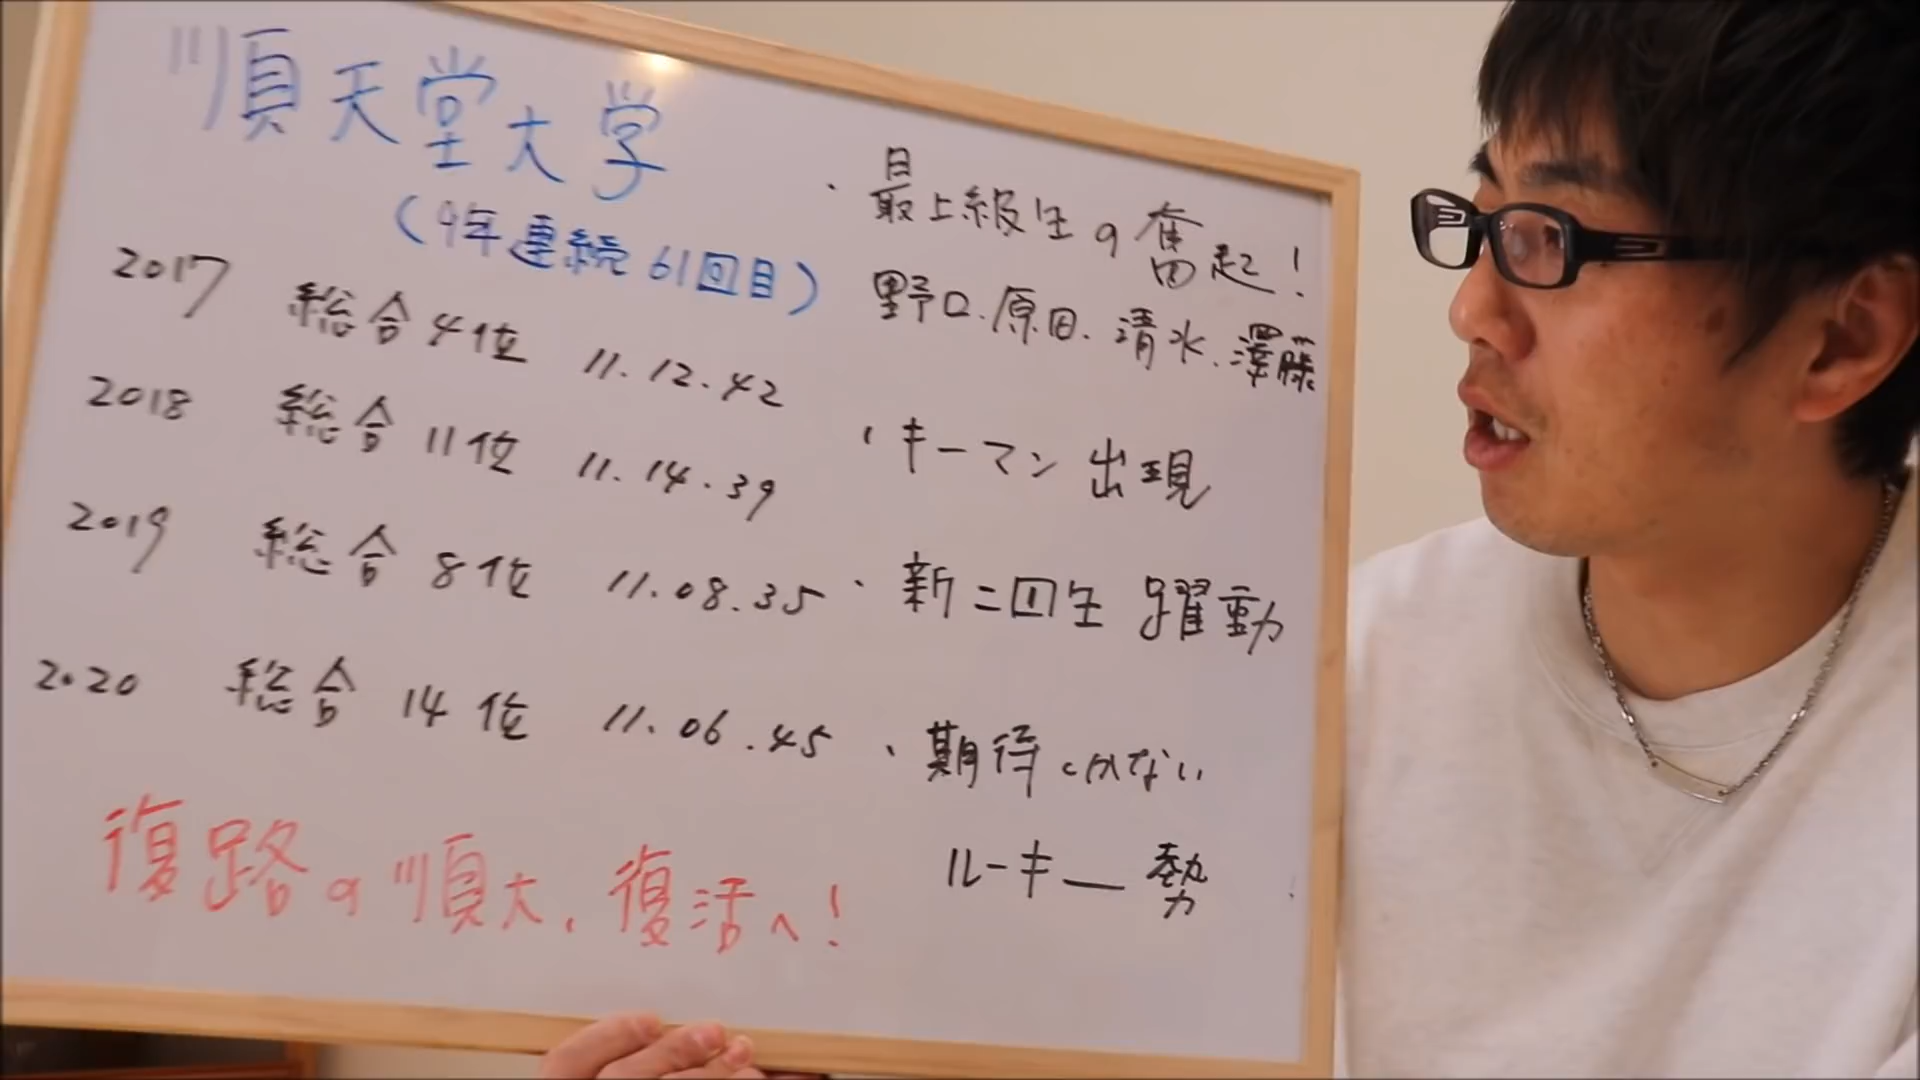 順天堂大学
(9年連続61回目)
2017 総合4位 11.12.42
2018 総合11位 11.14.39
2019 総合8位 11.08.35
2020 総合14位 11.06.45
復路の順大、復活へ!
・最上級生の奮起!
野口、原田、清水、澤藤
・キーマン出現
・新二回生躍動
・期待しかない
ルーキー勢